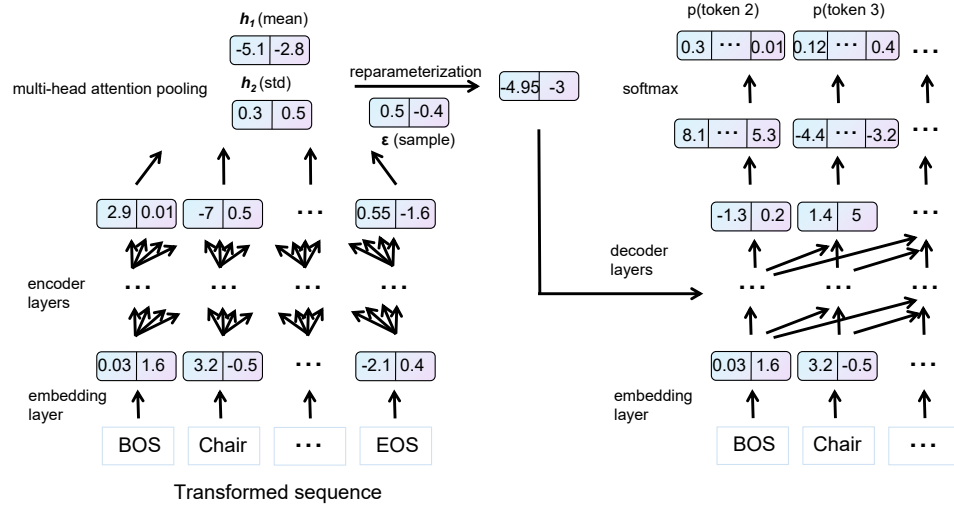 h₁ (mean)
-5.1 -2.8
multi-head attention pooling
h₂ (std)
0.3 0.5
reparameterization
0.5 -0.4
ε (sample)
-4.95 -3
2.9 0.01 -7 0.5 ... 0.55 -1.6
encoder
layers
... ... ... ...
0.03 1.6 3.2 -0.5 ... -2.1 0.4
embedding
layer
BOS Chair ... EOS
Transformed sequence
p(token 2) p(token 3)
0.3 ... 0.01 0.12 ... 0.4 ...
softmax
8.1 ... 5.3 -4.4 ... -3.2 ...
-1.3 0.2 1.4 5 ...
decoder
layers
... ... ...
0.03 1.6 3.2 -0.5 ...
embedding
layer
BOS Chair ...